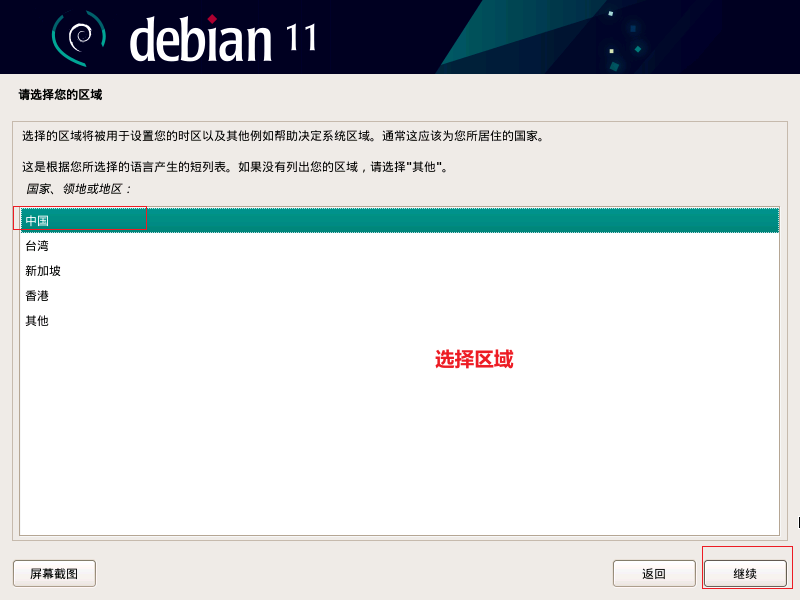 debian 11
请选择您的区域
选择的区域将被用于设置您的时区以及其他例如帮助决定系统区域。通常这应该为您所居住的国家。
这是根据您所选择的语言产生的短列表。如果没有列出您的区域，请选择"其他"。
国家、领地或地区：
中国
台湾
新加坡
香港
其他
选择区域
屏幕截图
返回
继续